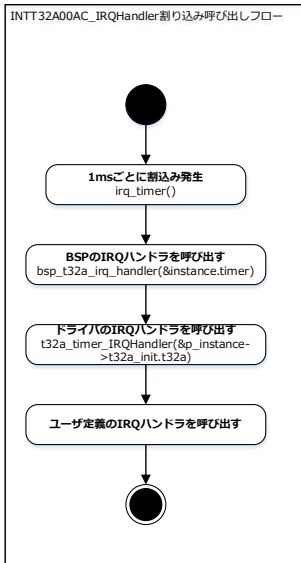 INTT32A00AC_IRQHandler割り込み呼び出しフロー
1msごとに割込み発生
irq_timer()
BSPのIRQハンドラを呼び出す
bsp_t32a_irq_handler(&instance.timer)
ドライバのIRQハンドラを呼び出す
t32a_timer_IRQHandler(&p_instance-
>t32a_init.t32a)
ユーザ定義のIRQハンドラを呼び出す